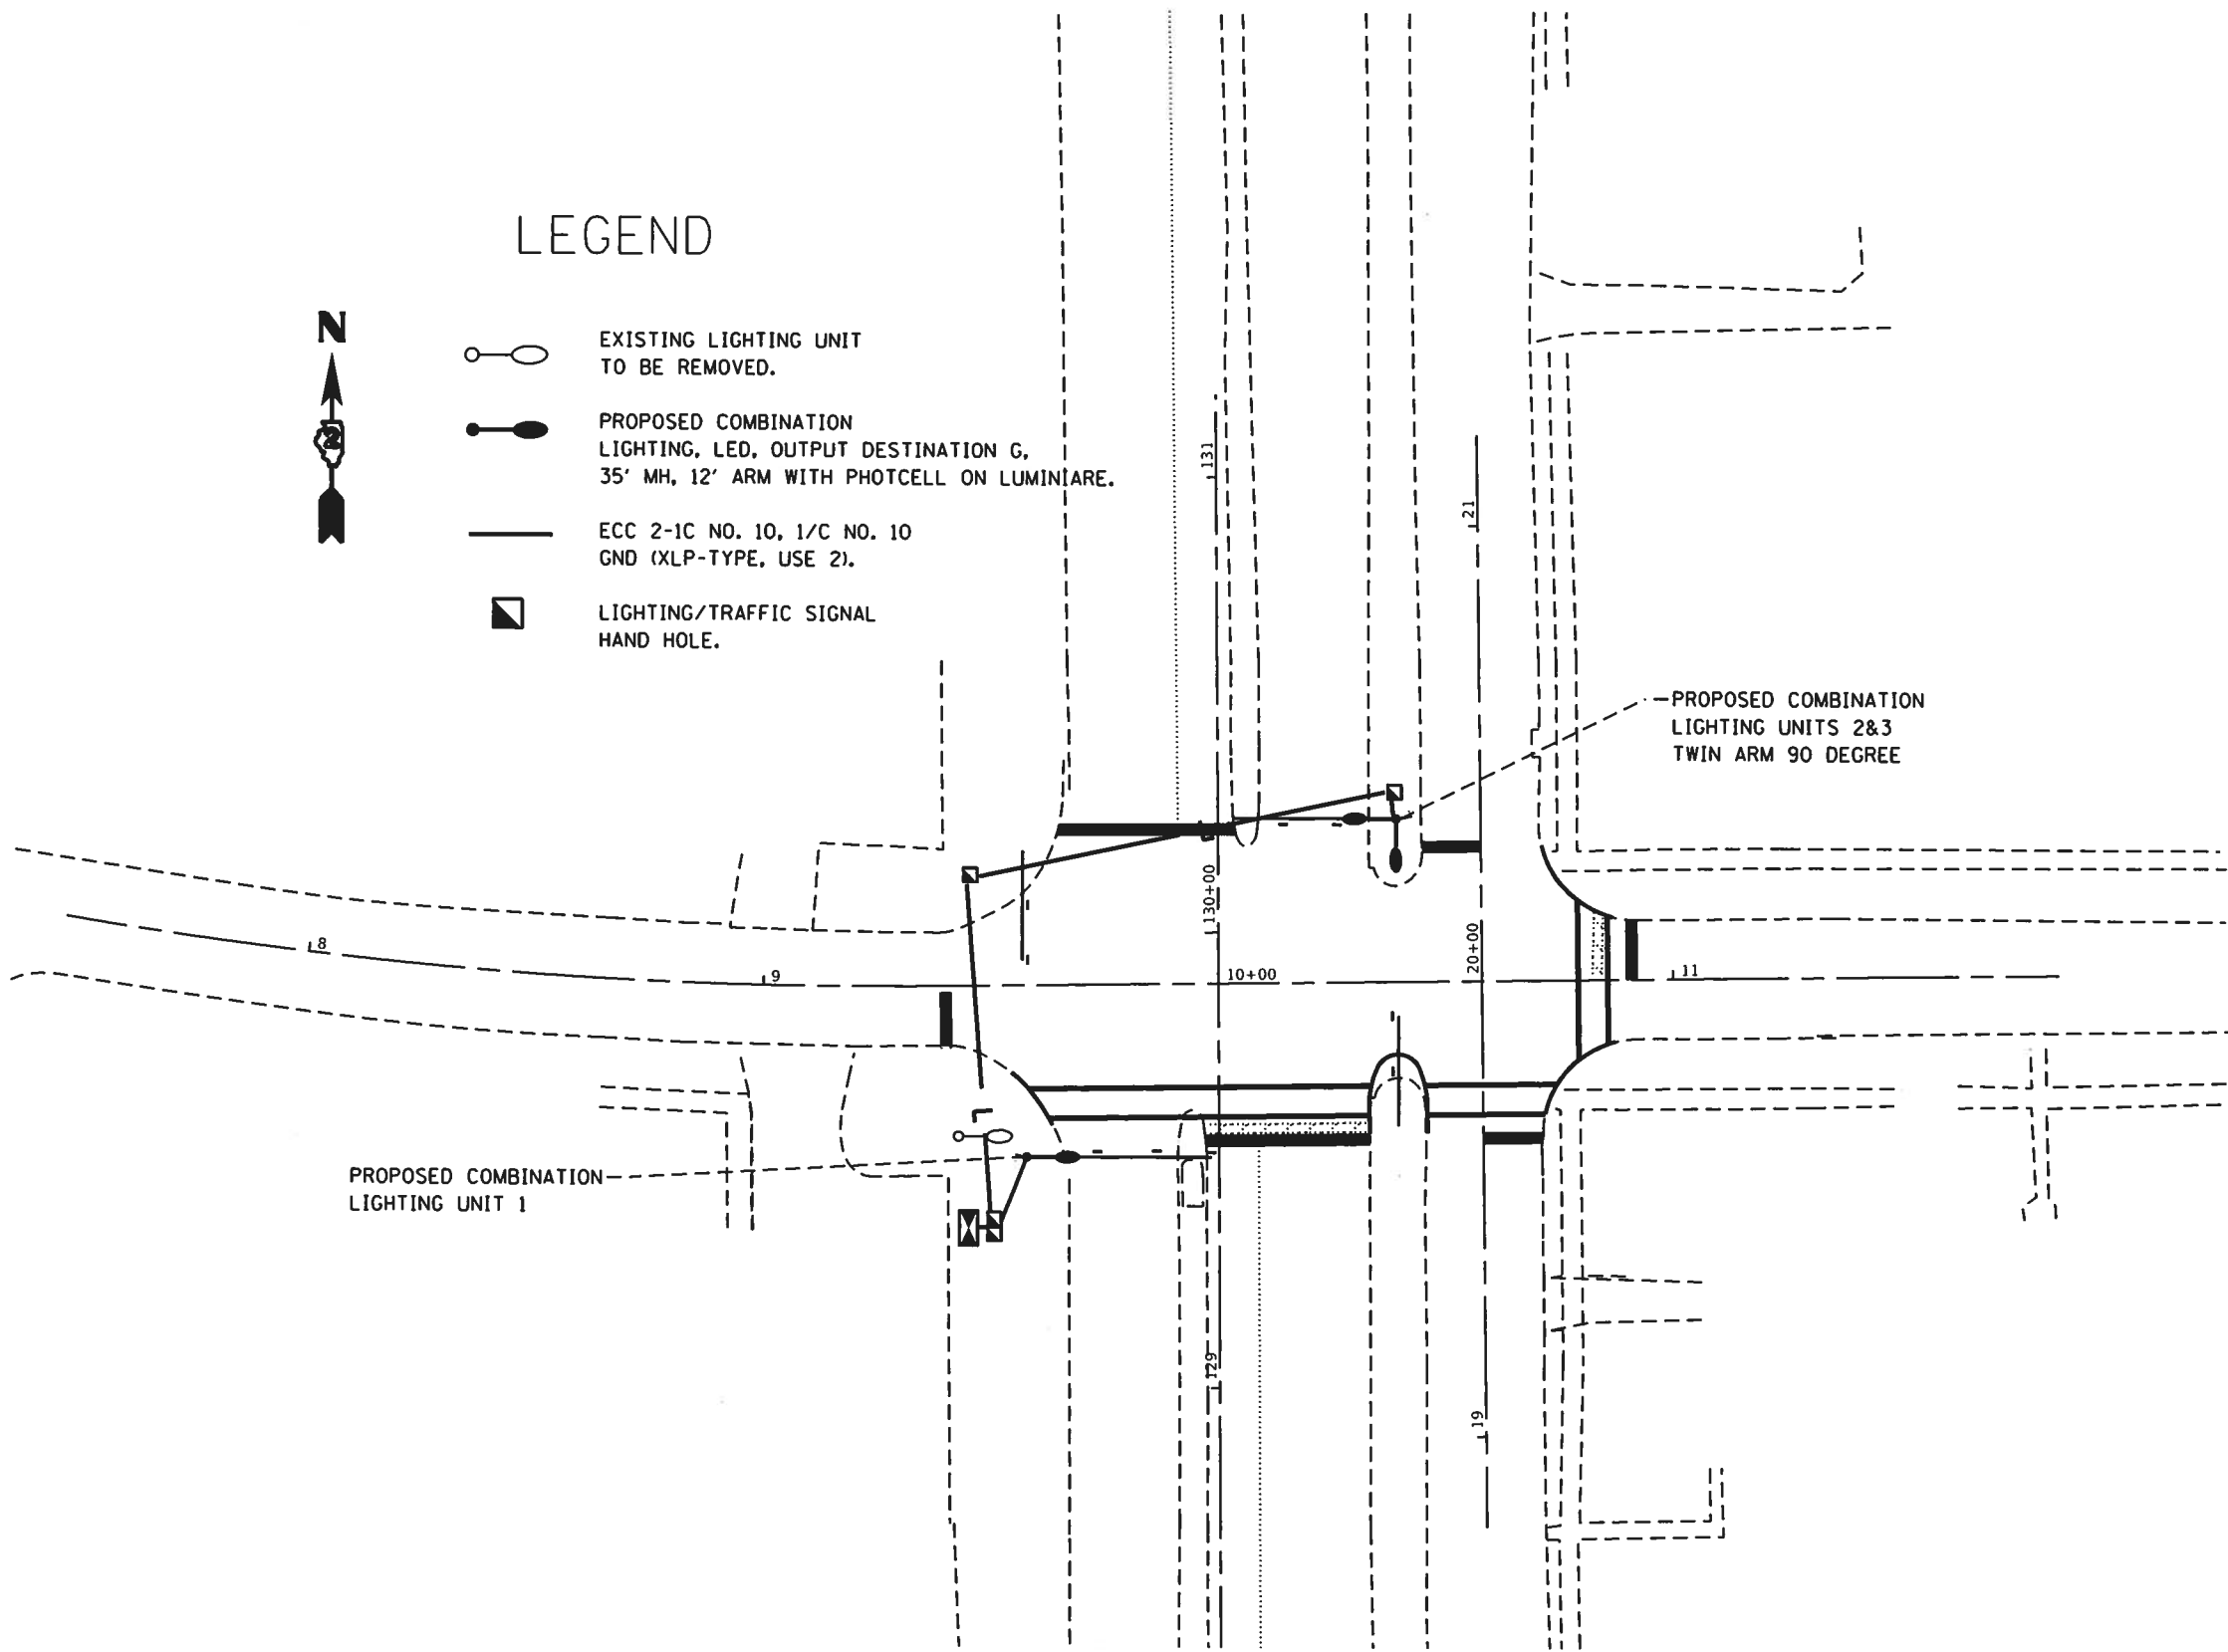 LEGEND
N
EXISTING LIGHTING UNIT
TO BE REMOVED.
PROPOSED COMBINATION
LIGHTING, LED, OUTPUT DESTINATION G,
35' MH, 12' ARM WITH PHOTCELL ON LUMINIARE.
ECC 2-1C NO. 10, 1/C NO. 10
GND (XLP-TYPE, USE 2).
LIGHTING/TRAFFIC SIGNAL
HAND HOLE.
131
21
PROPOSED COMBINATION
LIGHTING UNITS 2&3
TWIN ARM 90 DEGREE
130+00
20+00
8
9
10+00
11
PROPOSED COMBINATION
LIGHTING UNIT 1
129
19